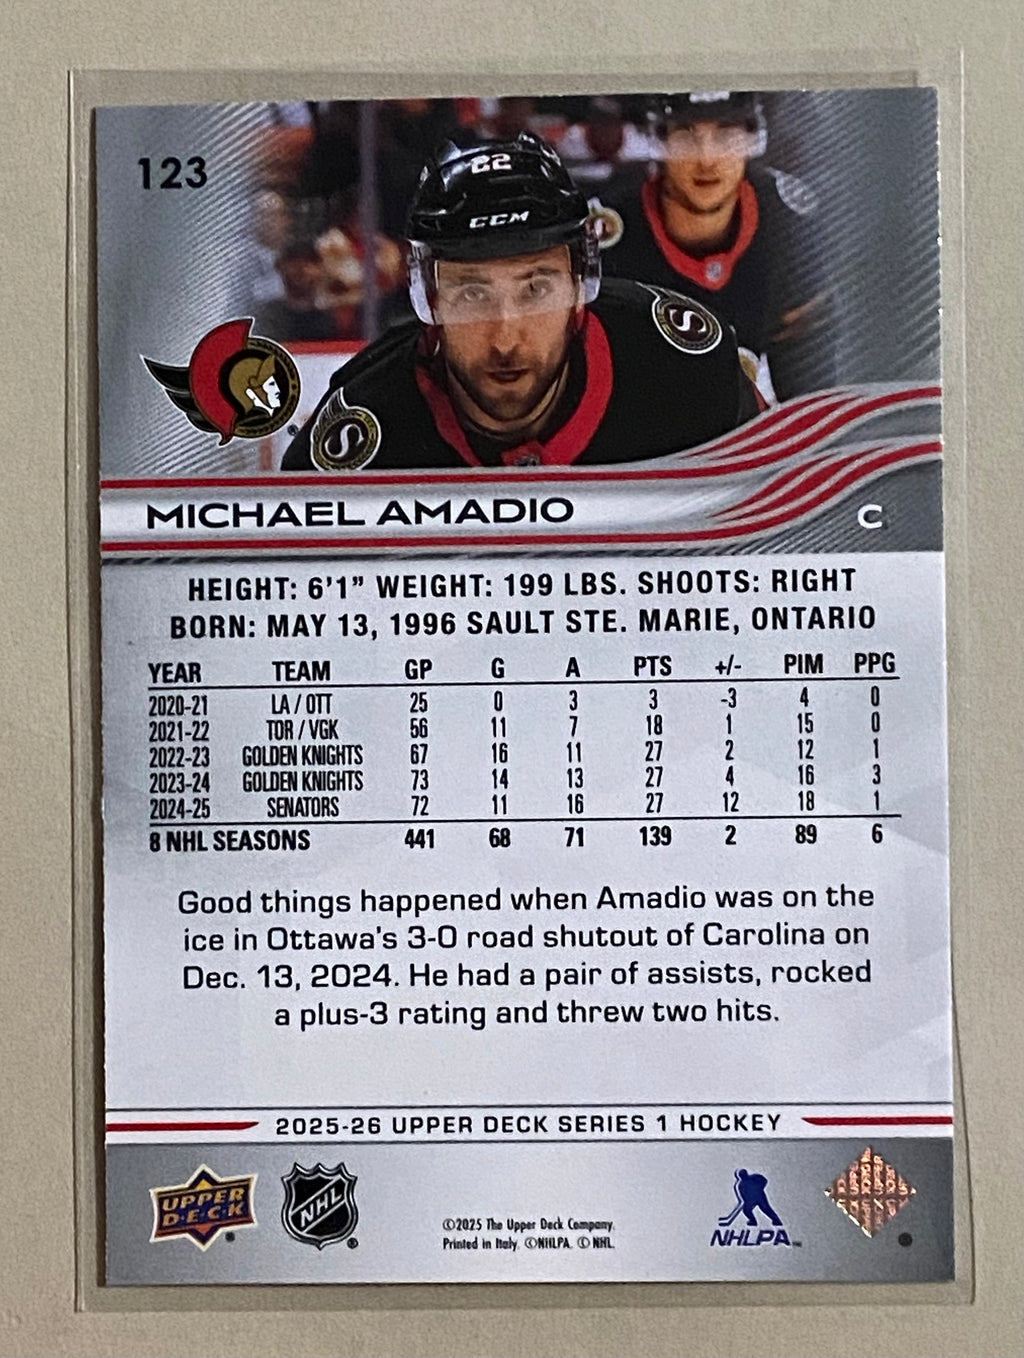 123
22
CCM
MICHAEL AMADIO
C
HEIGHT: 6'1" WEIGHT: 199 LBS. SHOOTS: RIGHT
BORN: MAY 13, 1996 SAULT STE. MARIE, ONTARIO
YEAR TEAM GP G A PTS +/- PIM PPG
2020-21 LA / OTT 25 0 3 3 -3 4 0
2021-22 TOR / VGK 56 11 7 18 1 15 0
2022-23 GOLDEN KNIGHTS 67 16 11 27 2 12 1
2023-24 GOLDEN KNIGHTS 73 14 13 27 4 16 3
2024-25 SENATORS 72 11 16 27 12 18 1
8 NHL SEASONS 441 68 71 139 2 89 6
Good things happened when Amadio was on the
ice in Ottawa's 3-0 road shutout of Carolina on
Dec. 13, 2024. He had a pair of assists, rocked
a plus-3 rating and threw two hits.
2025-26 UPPER DECK SERIES 1 HOCKEY
UPPER
DECK
NHL
©2025 The Upper Deck Company.
Printed in Italy. ©NHLPA. © NHL.
NHLPA